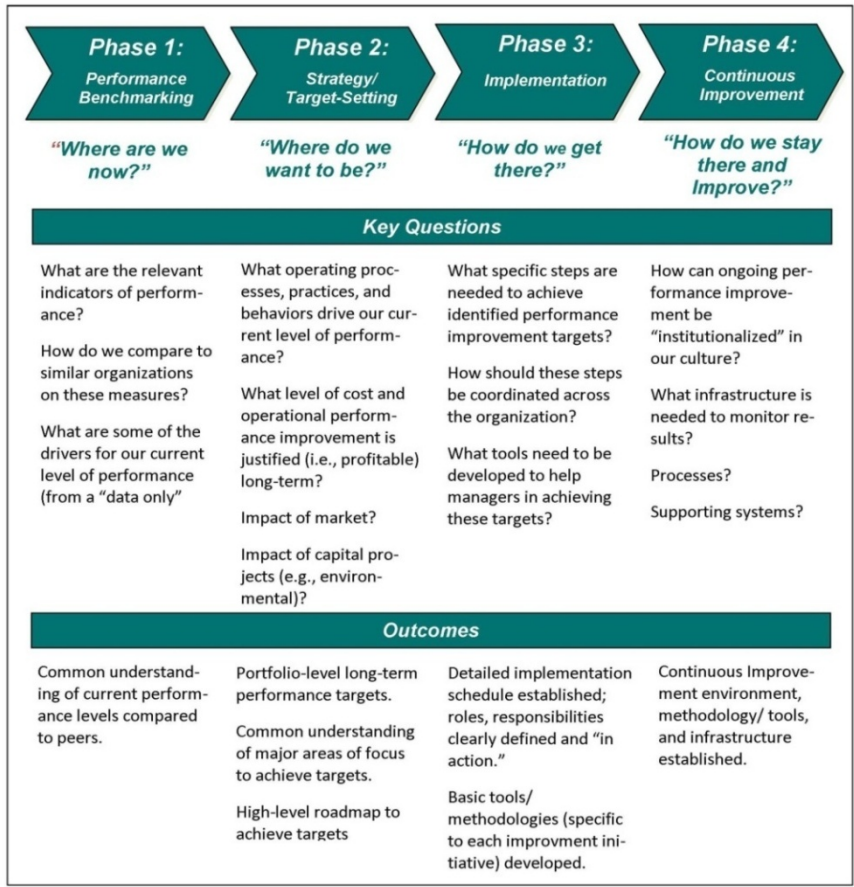 Phase 1:
Performance
Benchmarking
Phase 2:
Strategy/
Target-Setting
Phase 3:
Implementation
Phase 4:
Continuous
Improvement
“Where are we
now?”
“Where do we
want to be?”
“How do we get
there?”
“How do we stay
there and
Improve?”
Key Questions
What are the relevant
indicators of perform-
ance?
How do we compare to
similar organizations
on these measures?
What are some of the
drivers for our current
level of performance
(from a “data only”
What operating proc-
esses, practices, and
behaviors drive our cur-
rent level of perform-
ance?
What level of cost and
operational perform-
ance improvement is
justified (i.e., profitable)
long-term?
Impact of market?
Impact of capital pro-
jects (e.g., environ-
mental)?
What specific steps are
needed to achieve
identified performance
improvement targets?
How should these steps
be coordinated across
the organization?
What tools need to be
developed to help
managers in achieving
these targets?
How can ongoing per-
formance improve-
ment be
“institutionalized” in
our culture?
What infrastructure is
needed to monitor re-
sults?
Processes?
Supporting systems?
Outcomes
Common understand-
ing of current perform-
ance levels compared
to peers.
Portfolio-level long-term
performance targets.
Common understanding
of major areas of focus
to achieve targets.
High-level roadmap to
achieve targets
Detailed implementation
schedule established;
roles, responsibilities
clearly defined and “in
action.”
Basic tools/
methodologies (specific
to each improvment ini-
tiative) developed.
Continuous Improve-
ment environment,
methodology/ tools,
and infrastructure
established.